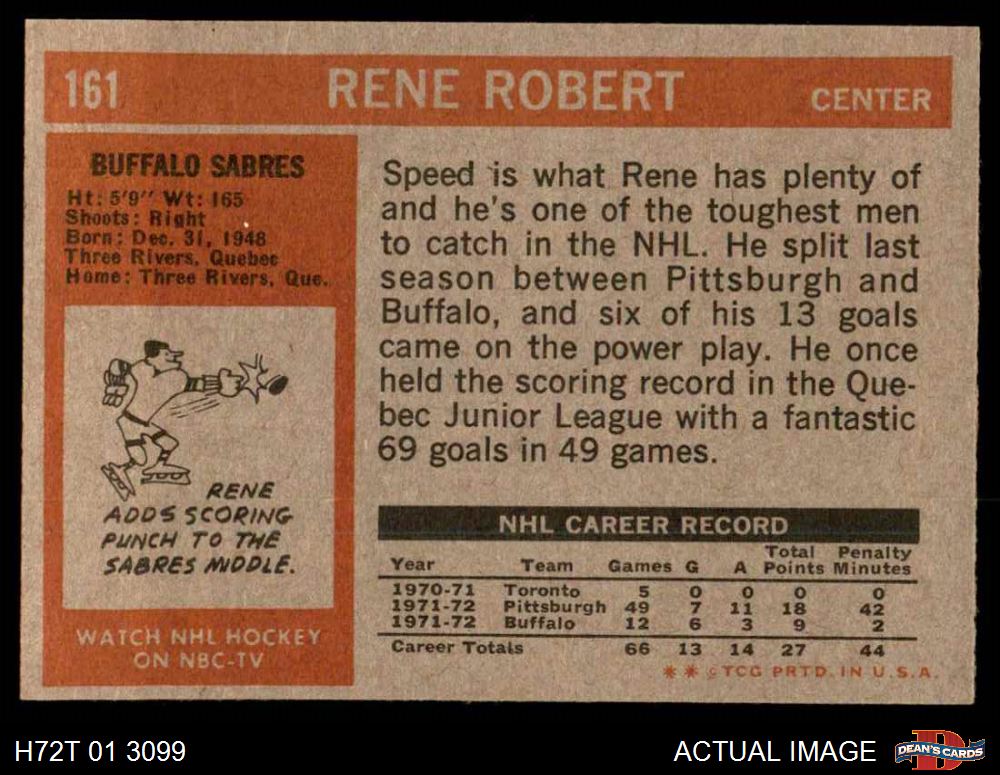 161 RENE ROBERT CENTER
BUFFALO SABRES
Ht: 5'9" Wt: 165
Shoots: Right
Born: Dec. 31, 1948
Three Rivers, Quebec
Home: Three Rivers, Que.
RENE
ADDS SCORING
PUNCH TO THE
SABRES MIDDLE.
WATCH NHL HOCKEY
ON NBC-TV
Speed is what Rene has plenty of
and he's one of the toughest men
to catch in the NHL. He split last
season between Pittsburgh and
Buffalo, and six of his 13 goals
came on the power play. He once
held the scoring record in the Que-
bec Junior League with a fantastic
69 goals in 49 games.
NHL CAREER RECORD
Total Penalty
Year Team Games G A Points Minutes
1970-71 Toronto 5 0 0 0 0
1971-72 Pittsburgh 49 7 11 18 42
1971-72 Buffalo 12 6 3 9 2
Career Totals 66 13 14 27 44
** © TCG PRTD. IN U.S.A.
H72T 01 3099 ACTUAL IMAGE DEAN'S CARDS